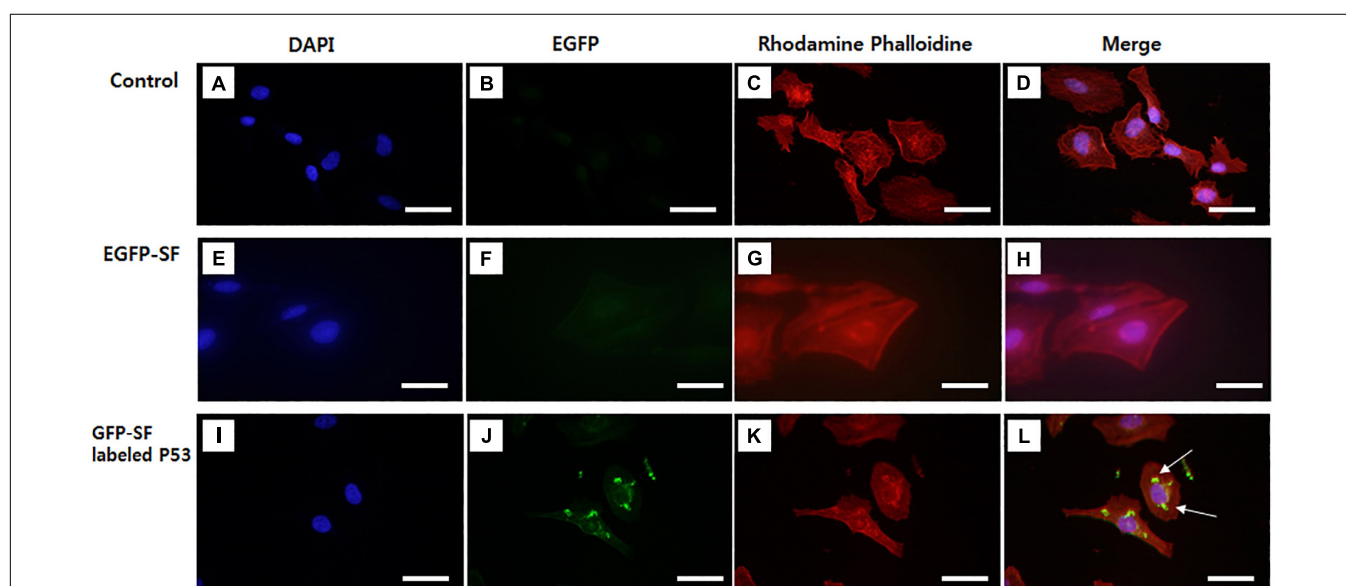 DAPI EGFP Rhodamine Phalloidine Merge
Control A B C D
EGFP-SF E F G H
GFP-SF
labeled P53 I J K L